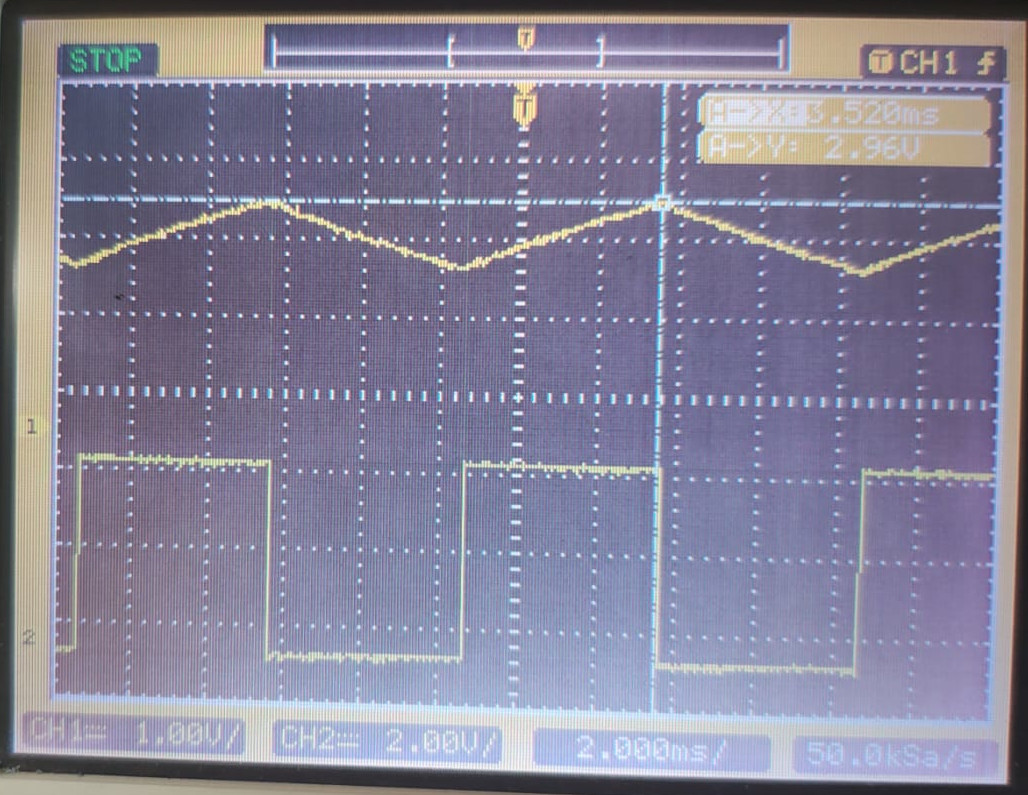 STOP
T
T CH1
T
A->X: 3.520ms
A->Y: 2.96V
1
2
CH1 1.00V/
CH2 2.00V/
2.000ms/
50.0kSa/s